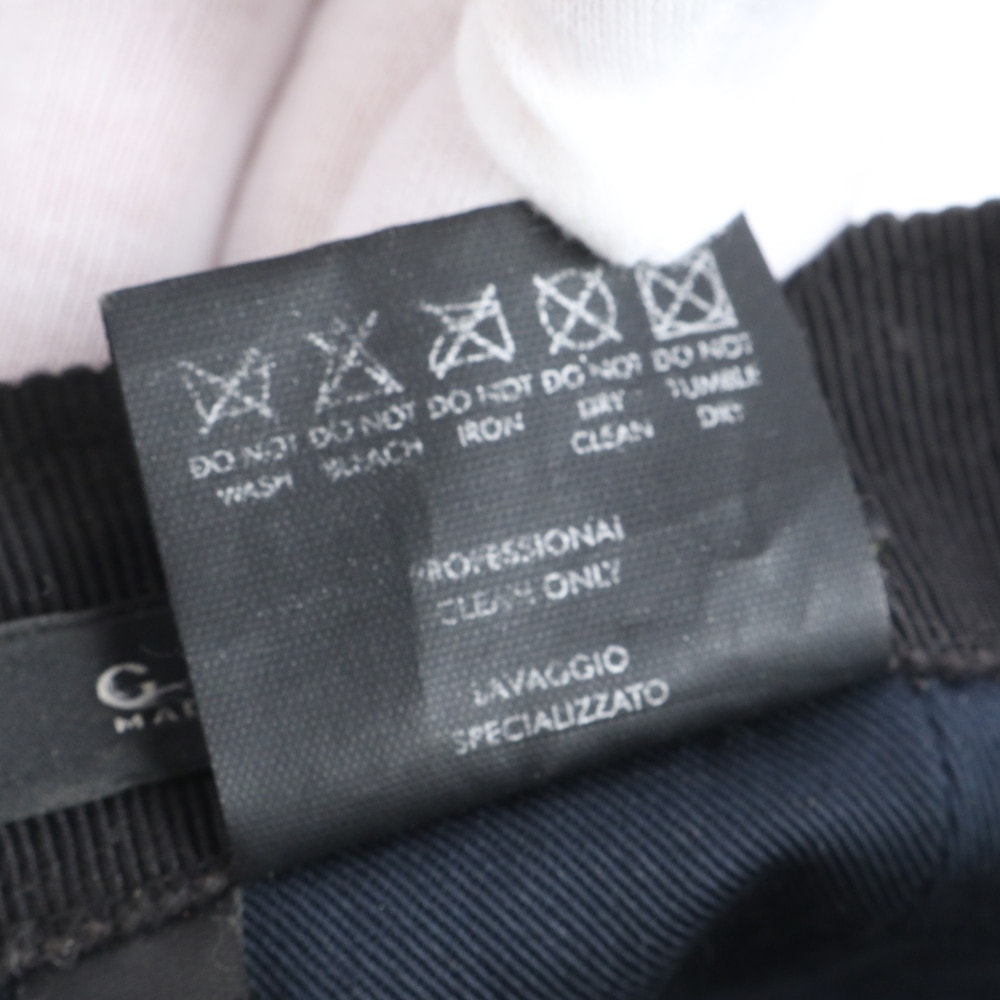 DO NOT WASH
DO NOT BLEACH
DO NOT IRON
DO NOT DRY CLEAN
DO NOT TUMBLE DRY
PROFESSIONAL
CLEAN ONLY
LAVAGGIO
SPECIALIZZATO
G
MA